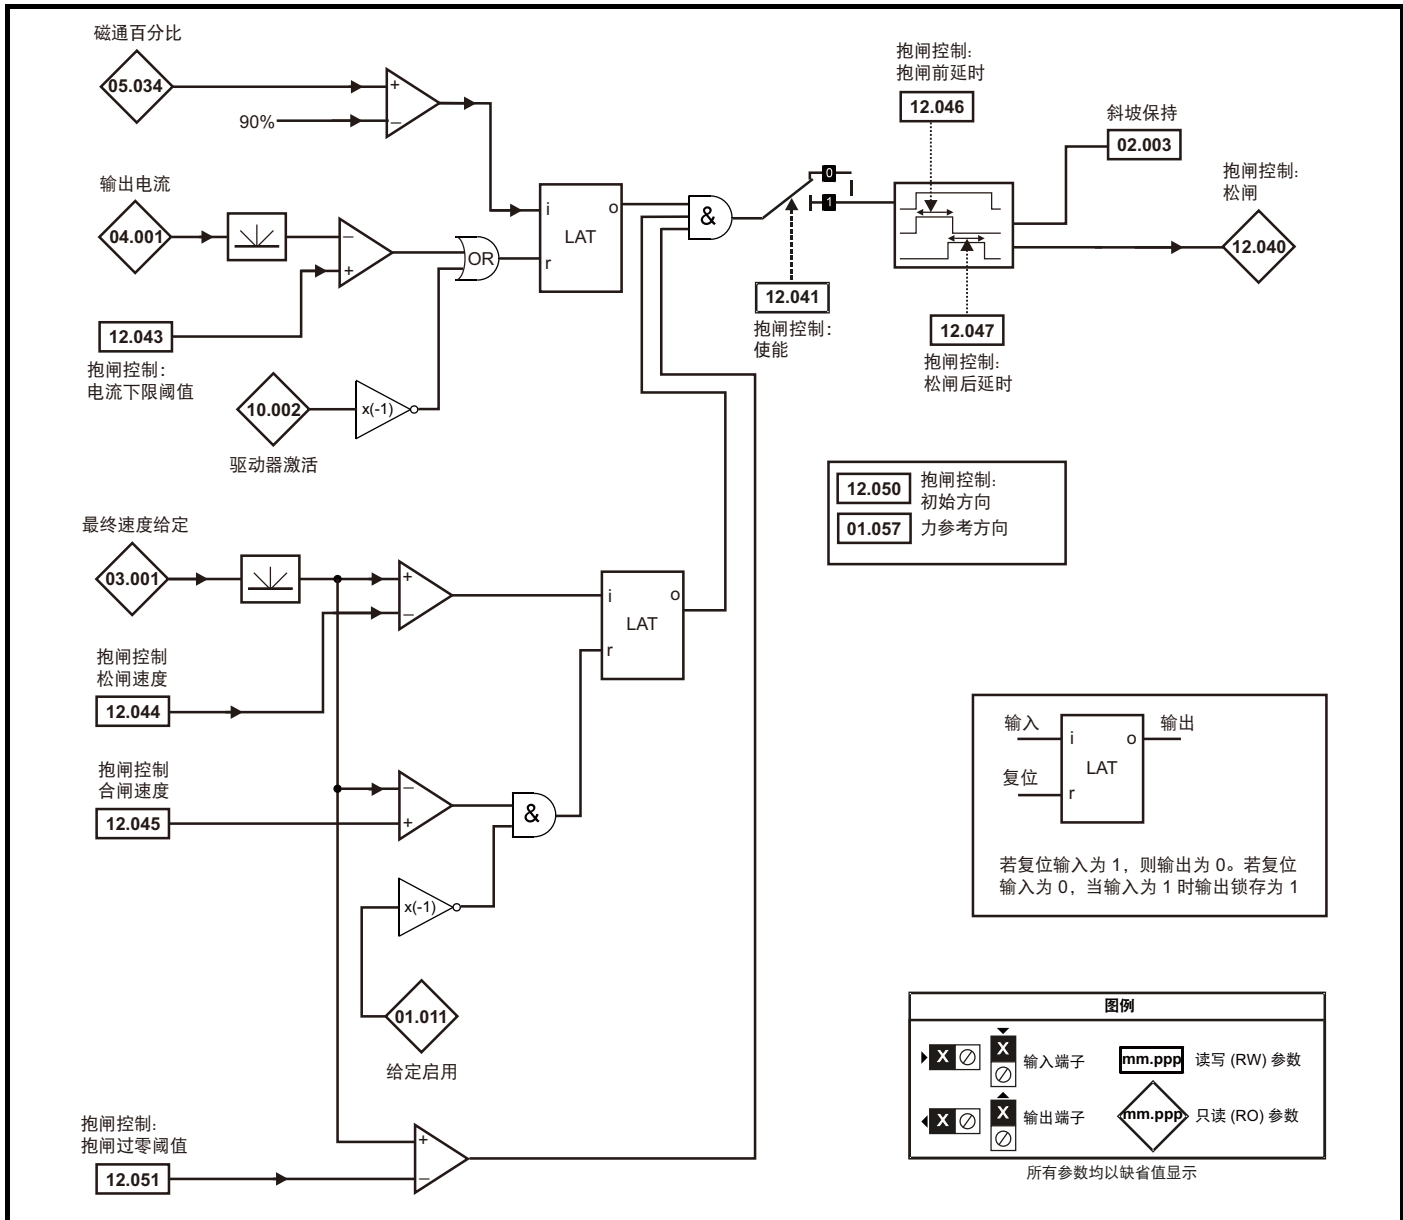 磁通百分比
05.034
+
90%
–
输出电流
04.001
–
+
12.043
抱闸控制:
电流下限阈值
OR
10.002
x(-1)
驱动器激活
i
o
LAT
r
&
0
1
12.041
抱闸控制:
使能
抱闸控制:
抱闸前延时
12.046
12.047
抱闸控制:
松闸后延时
斜坡保持
02.003
抱闸控制:
松闸
12.040
12.050
抱闸控制:
初始方向
01.057
力参考方向
最终速度给定
03.001
+
–
抱闸控制
松闸速度
12.044
i
o
LAT
r
抱闸控制
合闸速度
12.045
–
+
&
x(-1)
01.011
给定启用
抱闸控制:
抱闸过零阈值
12.051
+
–
输入
i
o
输出
LAT
复位
r
若复位输入为 1，则输出为 0。若复位
输入为 0，当输入为 1 时输出锁存为 1
图例
X
X
输入端子
mm.ppp
读写 (RW) 参数
X
X
输出端子
mm.ppp
只读 (RO) 参数
所有参数均以缺省值显示